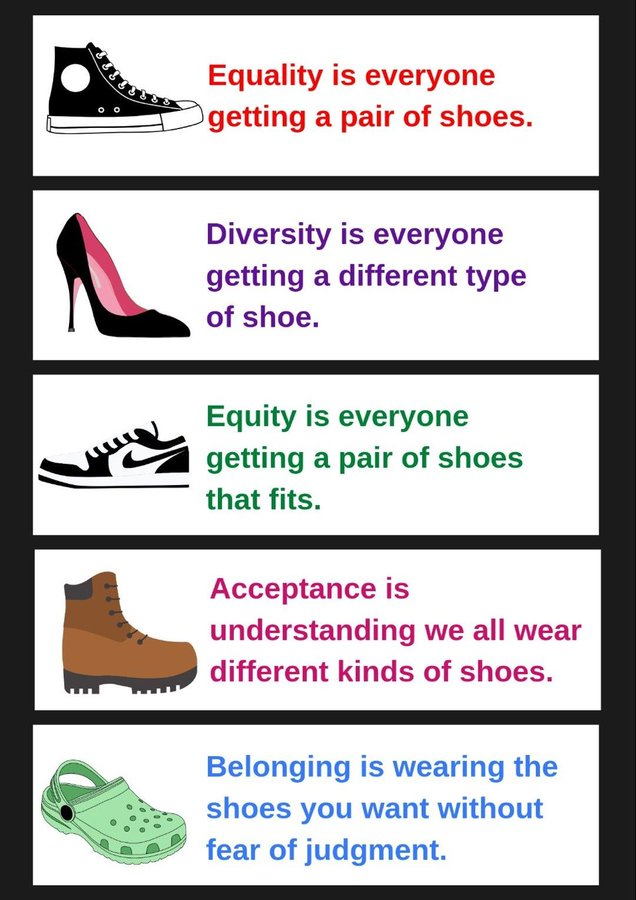 Equality is everyone
getting a pair of shoes.
Diversity is everyone
getting a different type
of shoe.
Equity is everyone
getting a pair of shoes
that fits.
Acceptance is
understanding we all wear
different kinds of shoes.
Belonging is wearing the
shoes you want without
fear of judgment.